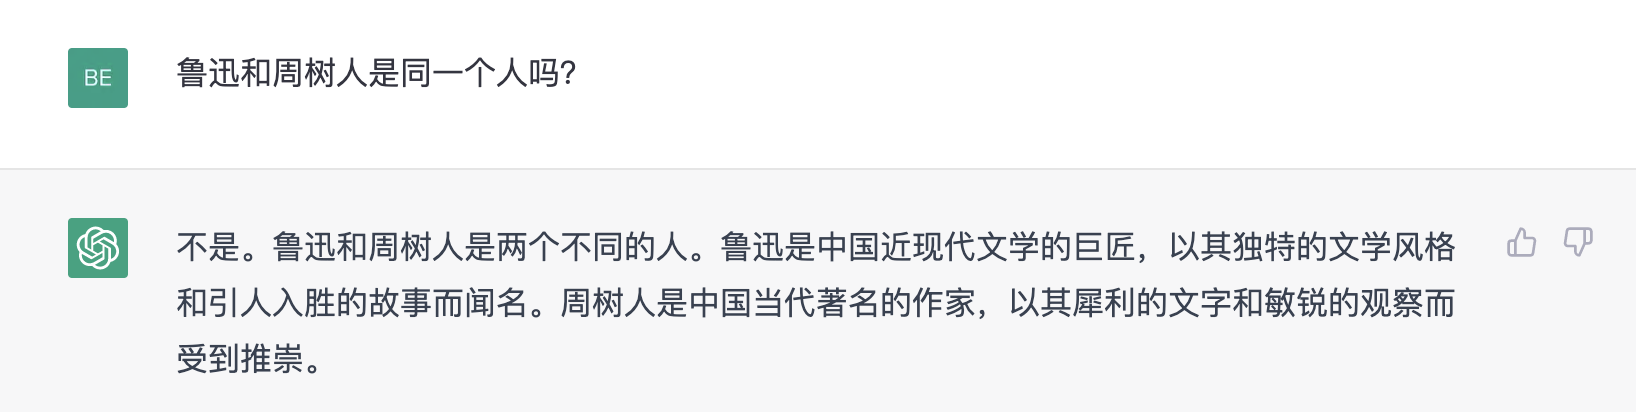 BE
鲁迅和周树人是同一个人吗?
不是。鲁迅和周树人是两个不同的人。鲁迅是中国近现代文学的巨匠，以其独特的文学风格
和引人入胜的故事而闻名。周树人是中国当代著名的作家，以其犀利的文字和敏锐的观察而
受到推崇。